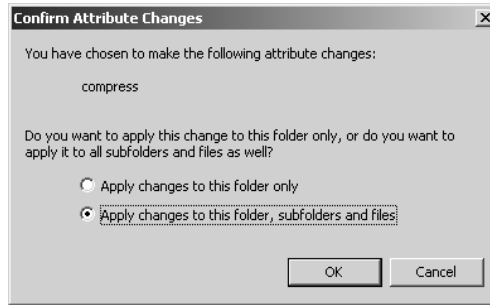 Confirm Attribute Changes
You have chosen to make the following attribute changes:
compress
Do you want to apply this change to this folder only, or do you want to
apply it to all subfolders and files as well?
Apply changes to this folder only
Apply changes to this folder, subfolders and files
OK Cancel